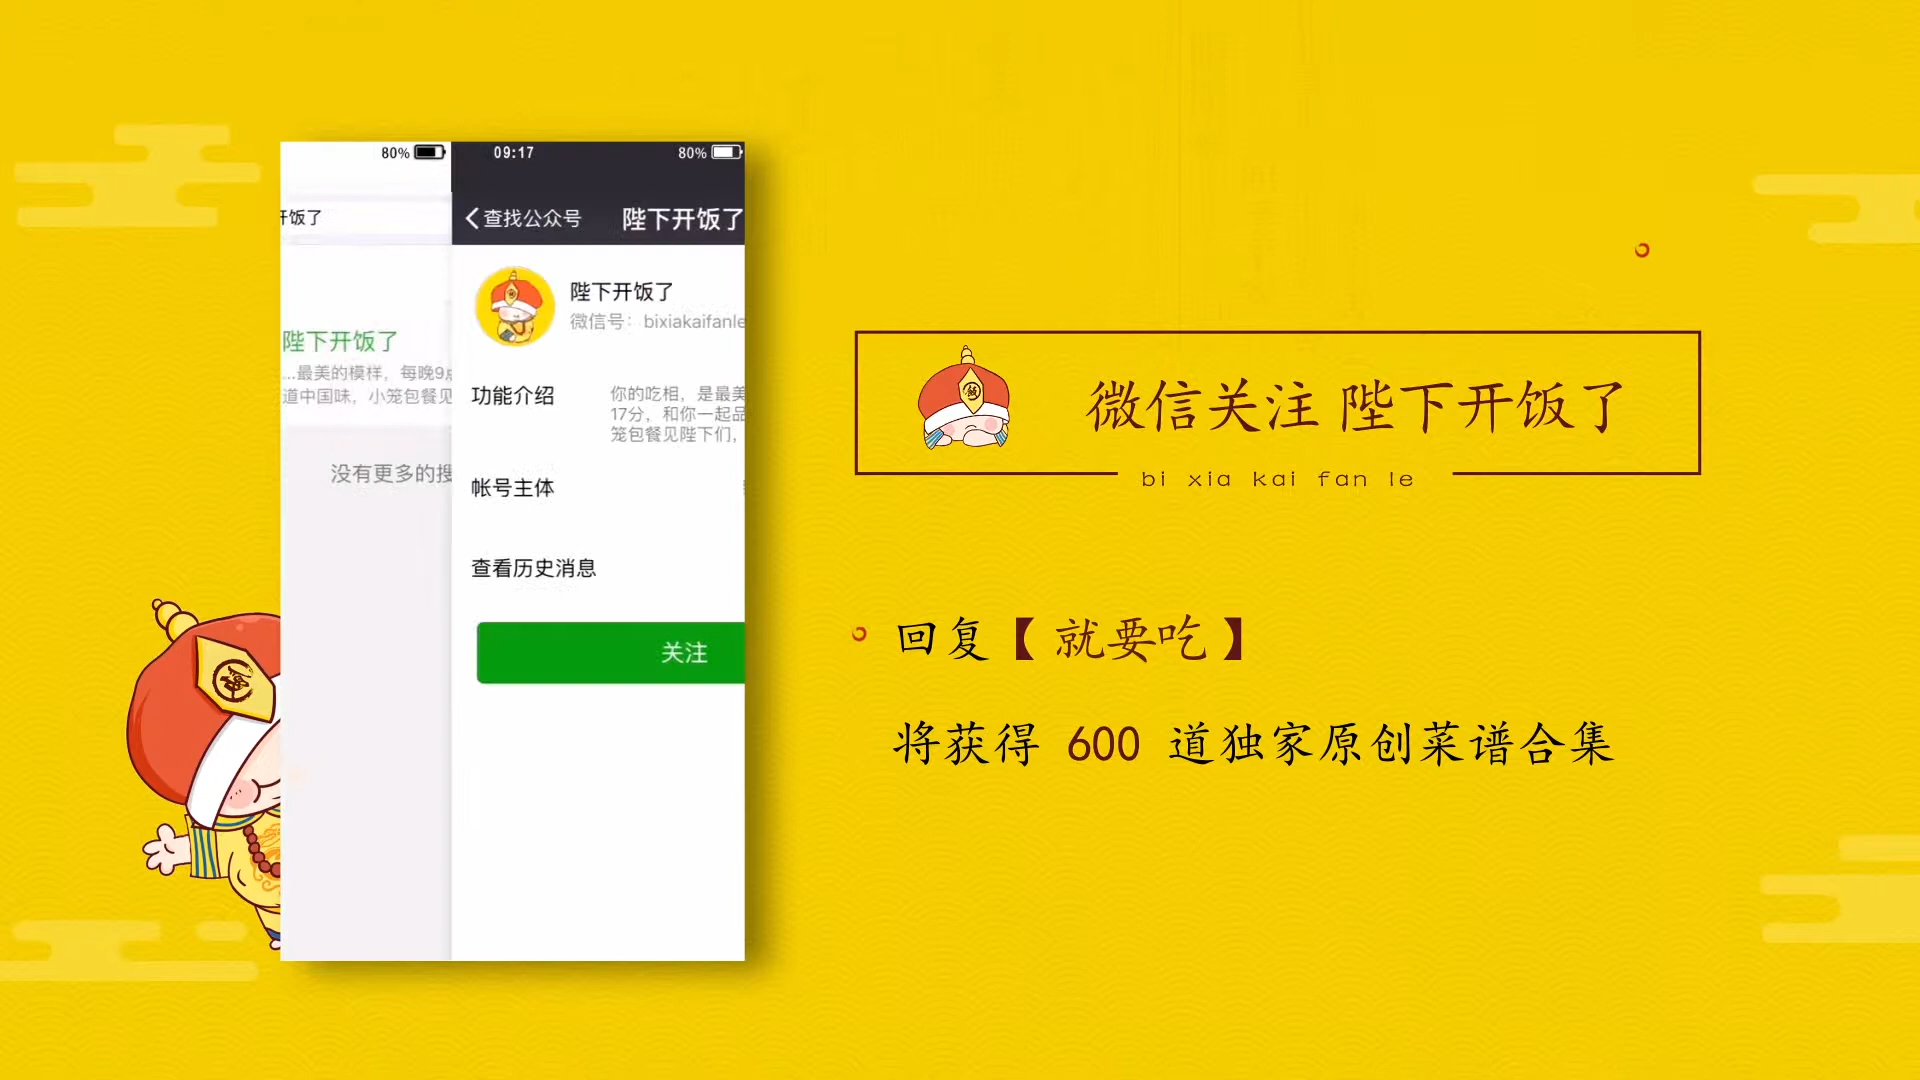 80%
开饭了
陛下开饭了
...最美的模样，每晚9点
道中国味，小笼包餐见
没有更多的搜
09:17
80%
查找公众号
陛下开饭了
陛下开饭了
微信号：bixiakaifanle
功能介绍
你的吃相，是最美
17分，和你一起品
笼包餐见陛下们，
帐号主体
查看历史消息
关注
微信关注 陛下开饭了
bi xia kai fan le
回复【 就要吃 】
将获得 600 道独家原创菜谱合集